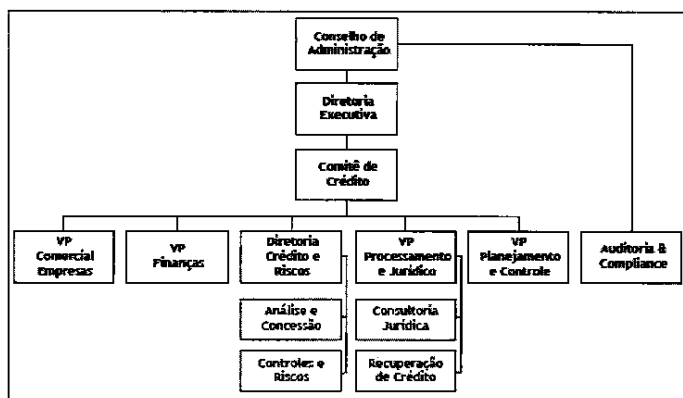 Conselho de
Administração
Diretoria
Executiva
Comitê de
Crédito
VP
Comercial
Empresas
VP
Finanças
Diretoria
Crédito e
Riscos
VP
Processamento
e Jurídico
VP
Planejamento
e Controle
Auditoria &
Compliance
Análise e
Concessão
Consultoria
Jurídica
Controles e
Riscos
Recuperação
de Crédito